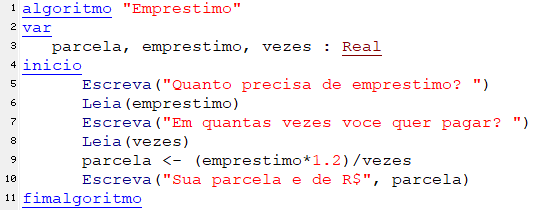 1 algoritmo "Emprestimo"
2 var
3 parcela, emprestimo, vezes : Real
4 inicio
5 Escreva("Quanto precisa de emprestimo? ")
6 Leia(emprestimo)
7 Escreva("Em quantas vezes voce quer pagar? ")
8 Leia(vezes)
9 parcela <- (emprestimo*1.2)/vezes
10 Escreva("Sua parcela e de R$", parcela)
11 fimalgoritmo